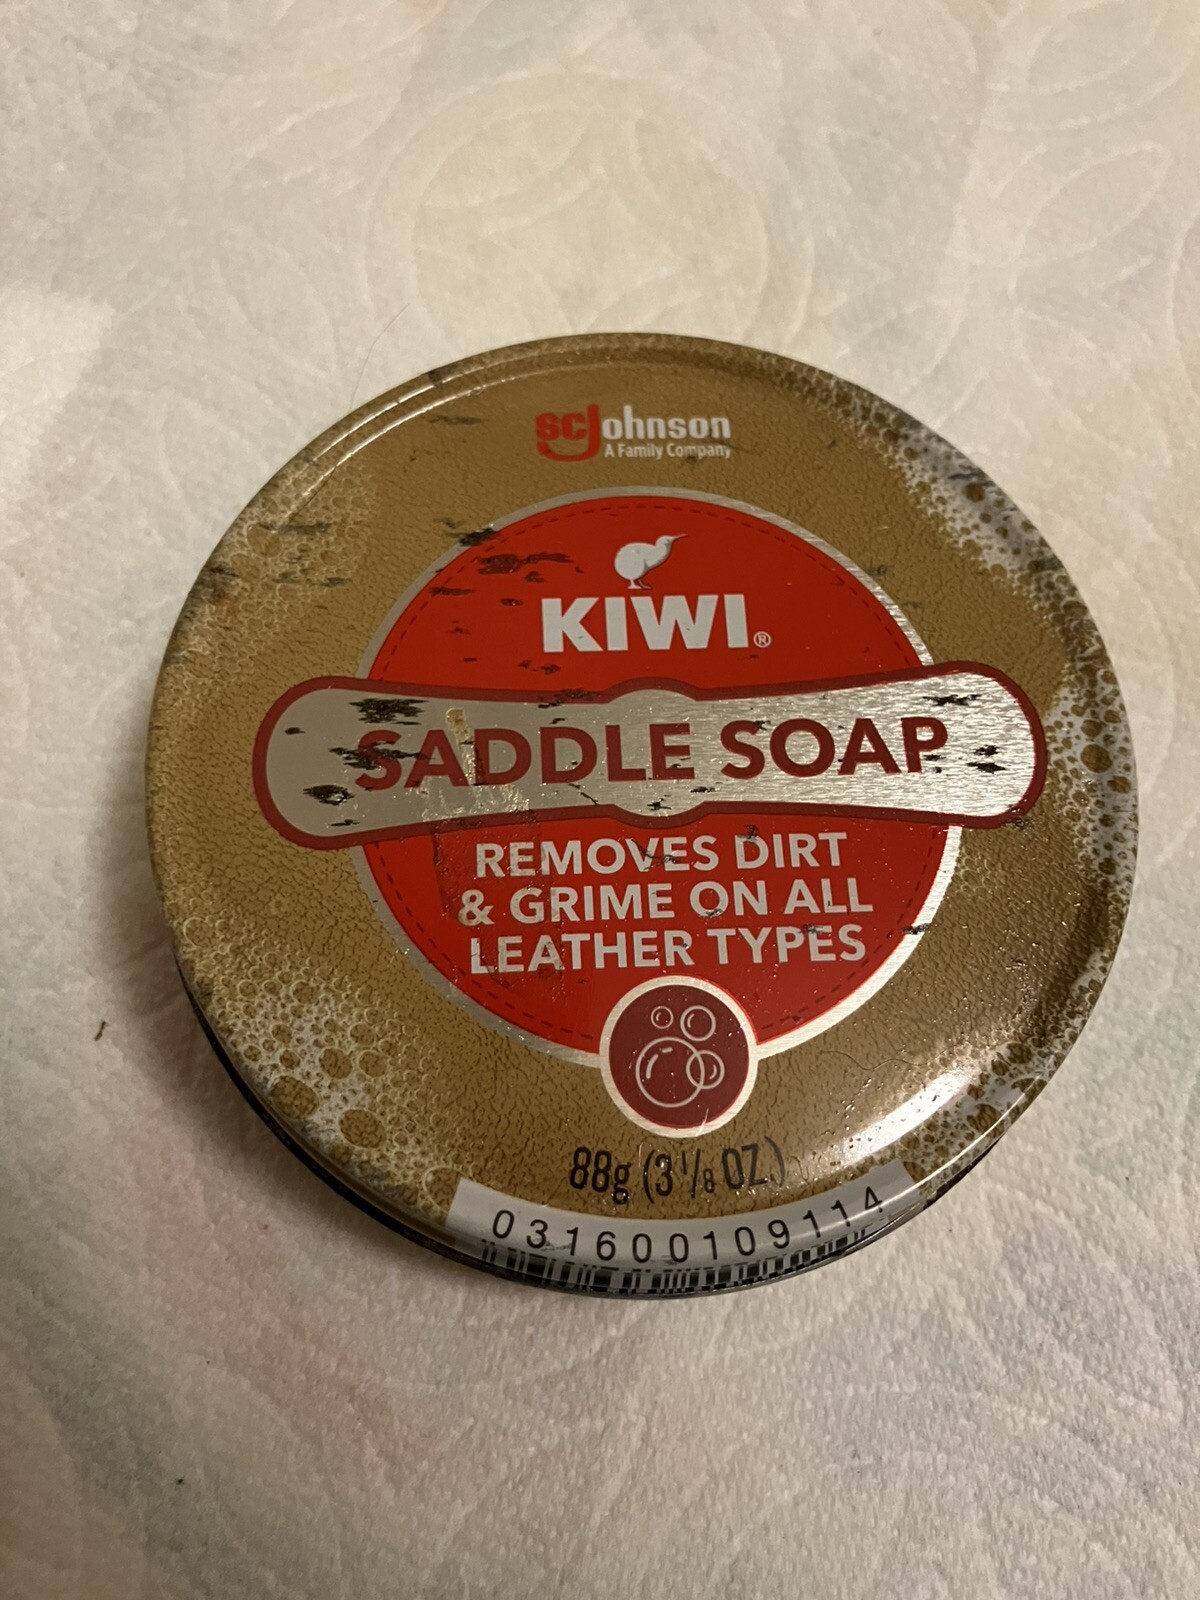 scJohnson
A Family Company
KIWI®
SADDLE SOAP
REMOVES DIRT
& GRIME ON ALL
LEATHER TYPES
88g (3 1/8 OZ.)
031600109114